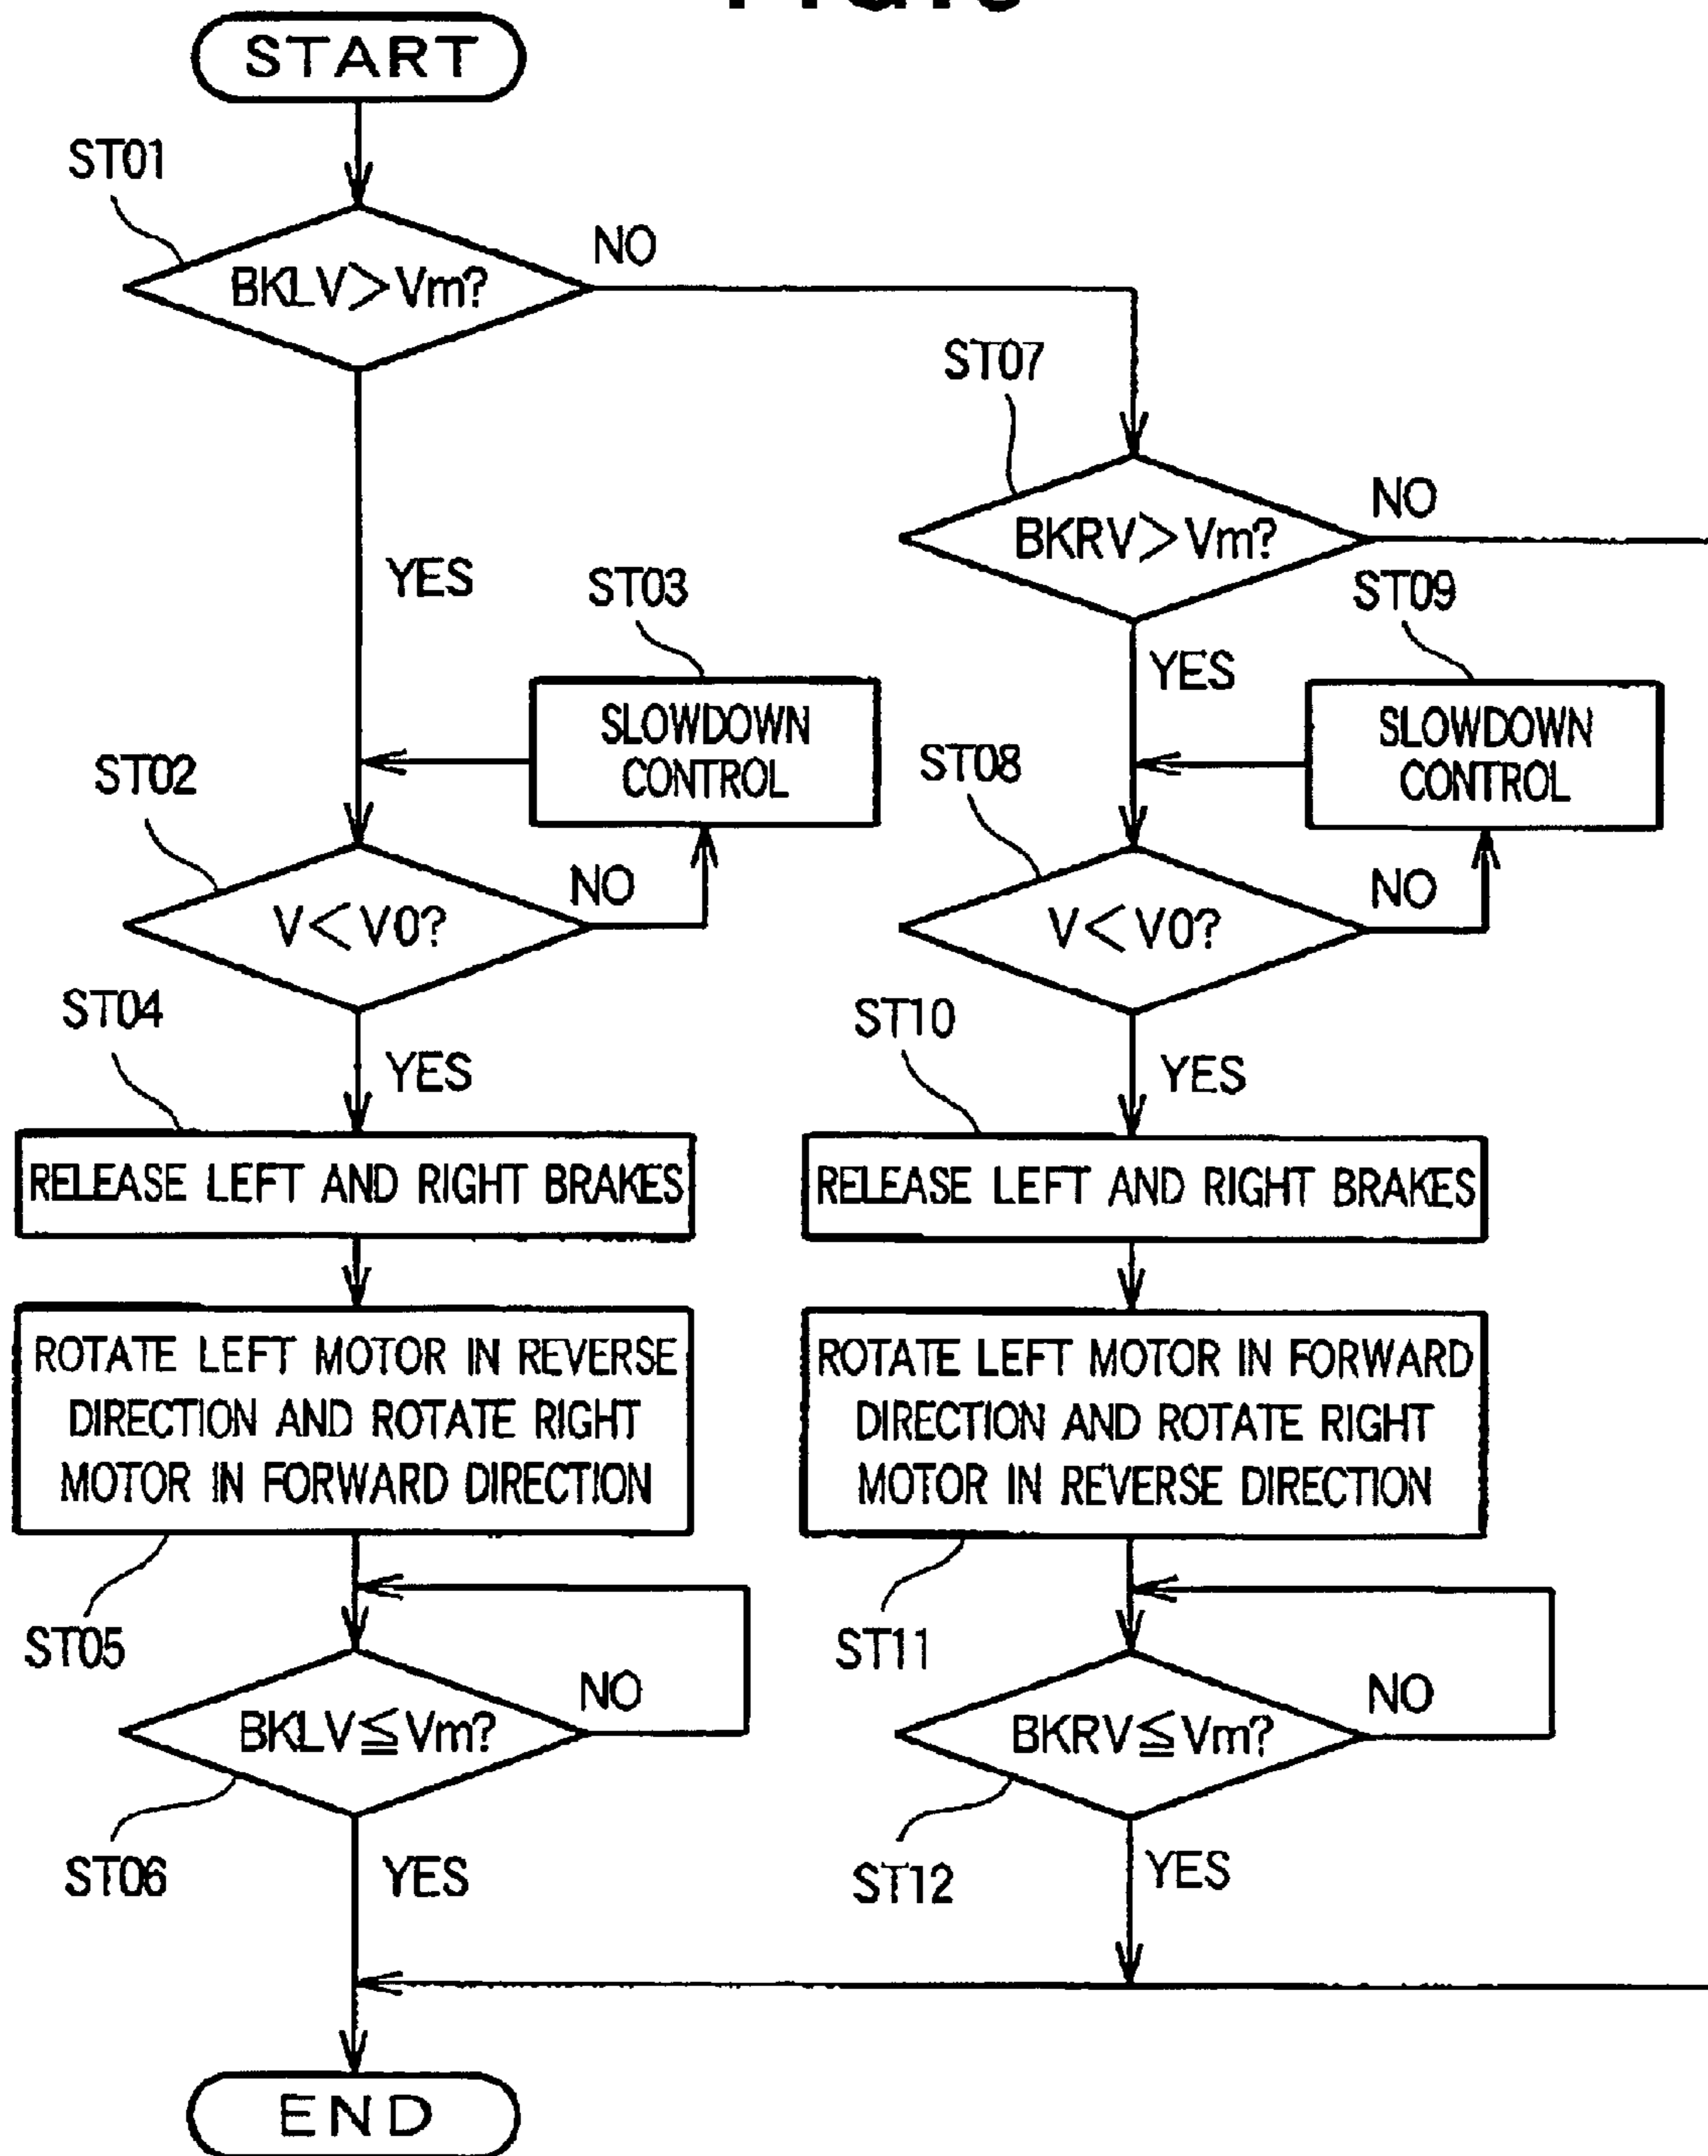 START
ST01
NO
BKLV>Vm?
ST07
NO
BKRV>Vm?
YES
ST03
ST09
YES
SLOWDOWN
CONTROL
SLOWDOWN
CONTROL
ST02
ST08
NO
NO
V<V0?
V<V0?
ST04
ST10
YES
YES
RELEASE LEFT AND RIGHT BRAKES
RELEASE LEFT AND RIGHT BRAKES
ROTATE LEFT MOTOR IN REVERSE
DIRECTION AND ROTATE RIGHT
MOTOR IN FORWARD DIRECTION
ROTATE LEFT MOTOR IN FORWARD
DIRECTION AND ROTATE RIGHT
MOTOR IN REVERSE DIRECTION
ST05
ST11
NO
NO
BKLV≦Vm?
BKRV≦Vm?
ST06
YES
ST12
YES
END